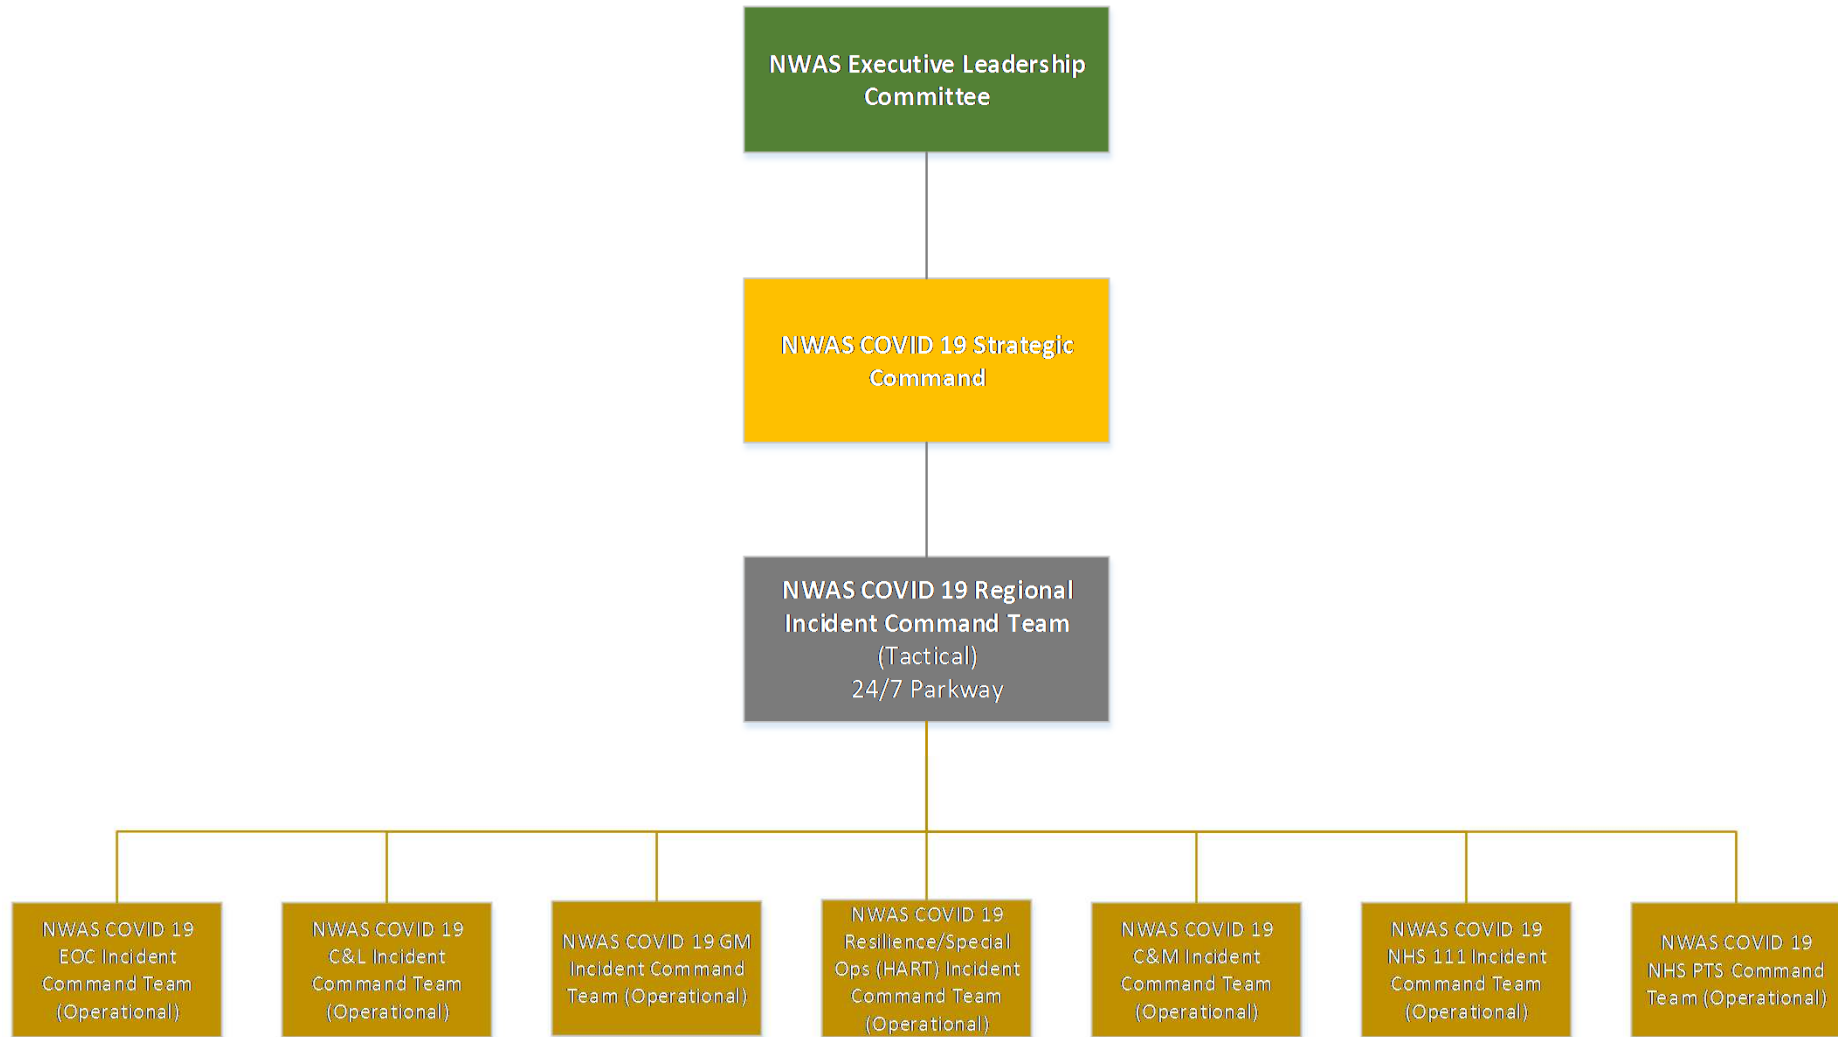 NWAS Executive Leadership
Committee
NWAS COVID 19 Strategic
Command
NWAS COVID 19 Regional
Incident Command Team
(Tactical)
24/7 Parkway
NWAS COVID 19
EOC Incident
Command Team
(Operational)
NWAS COVID 19
C&L Incident
Command Team
(Operational)
NWAS COVID 19 GM
Incident Command
Team (Operational)
NWAS COVID 19
Resilience/Special
Ops (HART) Incident
Command Team
(Operational)
NWAS COVID 19
C&M Incident
Command Team
(Operational)
NWAS COVID 19
NHS 111 Incident
Command Team
(Operational)
NWAS COVID 19
NHS PTS Command
Team (Operational)